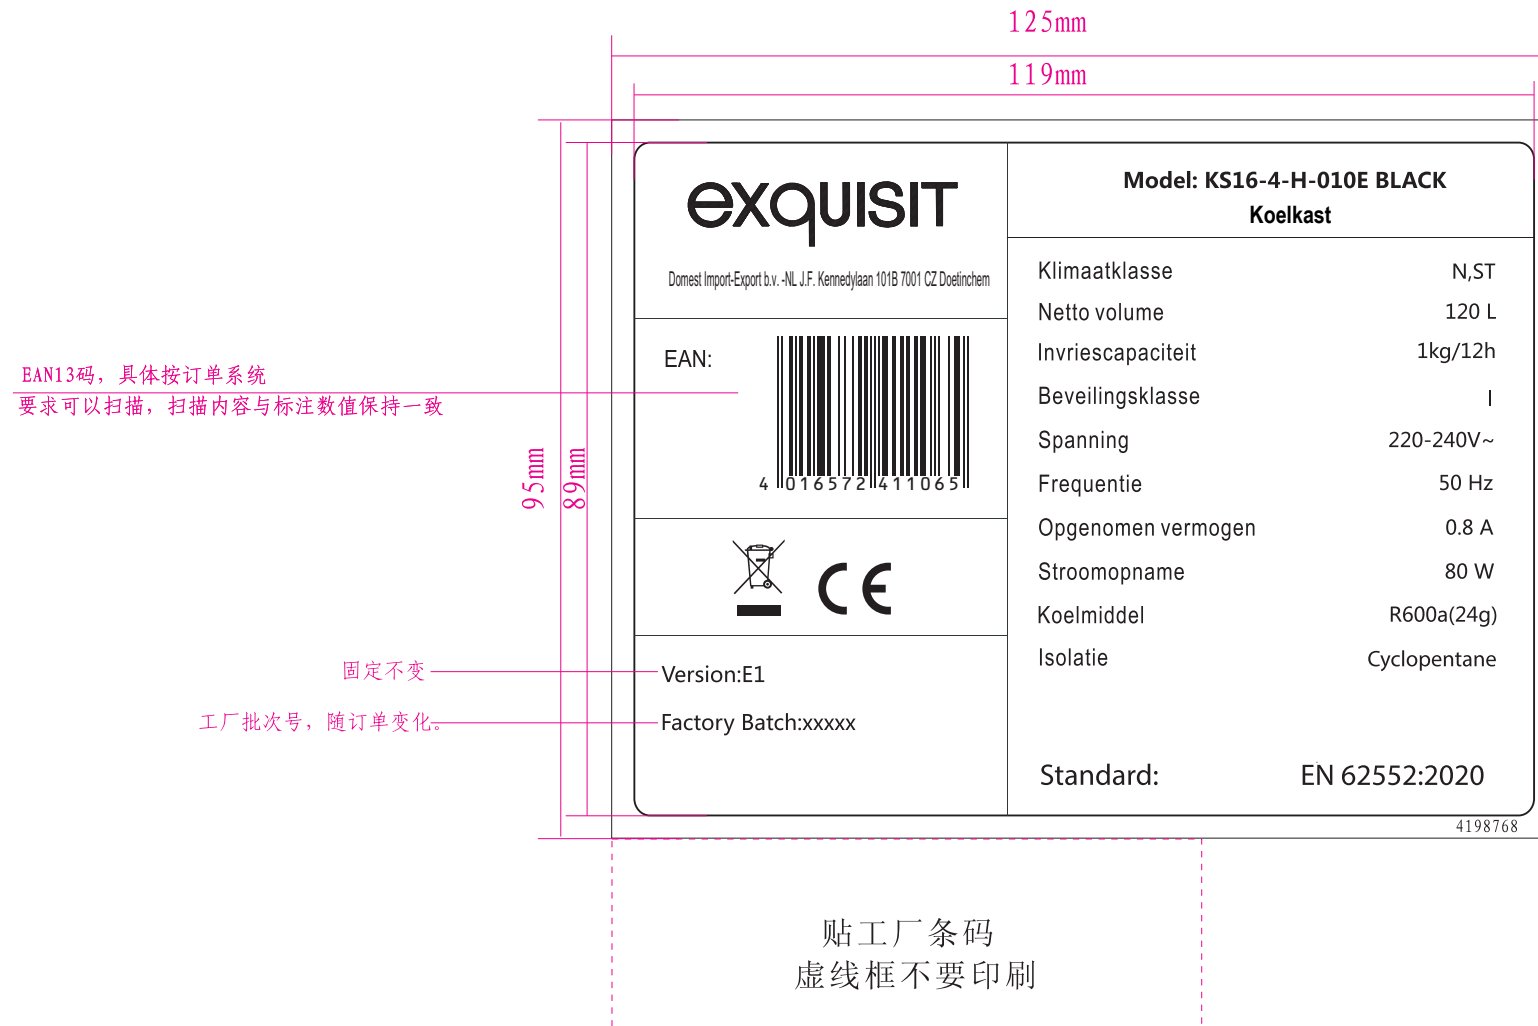 125mm
119mm
exquisit
Domest Import-Export b.v. -NL J.F. Kennedylaan 101B 7001 CZ Doetinchem
Model: KS16-4-H-010E BLACK
Koelkast
EAN13码，具体按订单系统
要求可以扫描，扫描内容与标注数值保持一致
95mm
89mm
EAN:
4 016572 411065
CE
固定不变
Version:E1
工厂批次号，随订单变化。
Factory Batch:xxxxx
Klimaatklasse N,ST
Netto volume 120 L
Invriescapaciteit 1kg/12h
Beveilingsklasse I
Spanning 220-240V~
Frequentie 50 Hz
Opgenomen vermogen 0.8 A
Stroomopname 80 W
Koelmiddel R600a(24g)
Isolatie Cyclopentane
Standard: EN 62552:2020
4198768
贴工厂条码
虚线框不要印刷